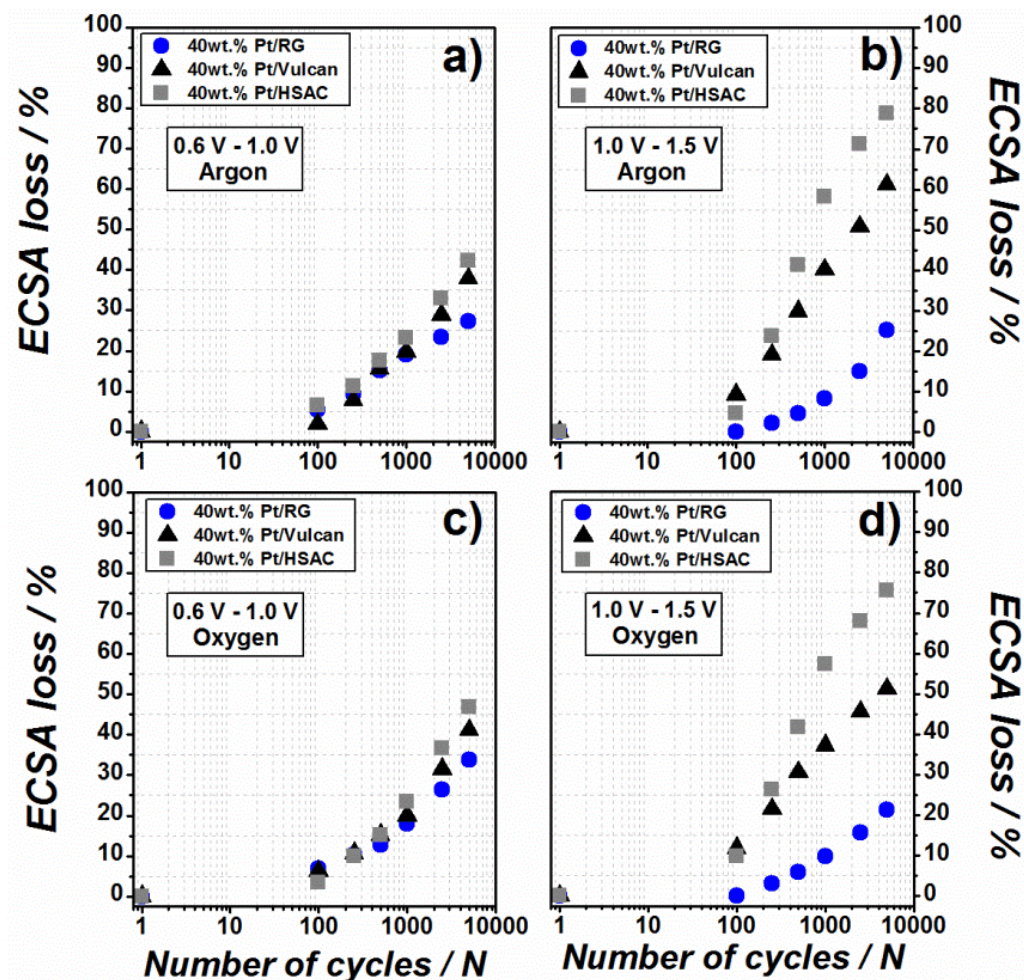 100
90
80
70
60
50
40
30
20
10
0
ECSA loss / %
40wt.% Pt/RG
40wt.% Pt/Vulcan
40wt.% Pt/HSAC
a)
0.6 V - 1.0 V
Argon
1 10 100 1000 10000
40wt.% Pt/RG
40wt.% Pt/Vulcan
40wt.% Pt/HSAC
b)
1.0 V - 1.5 V
Argon
1 10 100 1000 10000
100
90
80
70
60
50
40
30
20
10
0
ECSA loss / %
100
90
80
70
60
50
40
30
20
10
0
ECSA loss / %
40wt.% Pt/RG
40wt.% Pt/Vulcan
40wt.% Pt/HSAC
c)
0.6 V - 1.0 V
Oxygen
1 10 100 1000 10000
Number of cycles / N
40wt.% Pt/RG
40wt.% Pt/Vulcan
40wt.% Pt/HSAC
d)
1.0 V - 1.5 V
Oxygen
1 10 100 1000 10000
Number of cycles / N
100
90
80
70
60
50
40
30
20
10
0
ECSA loss / %